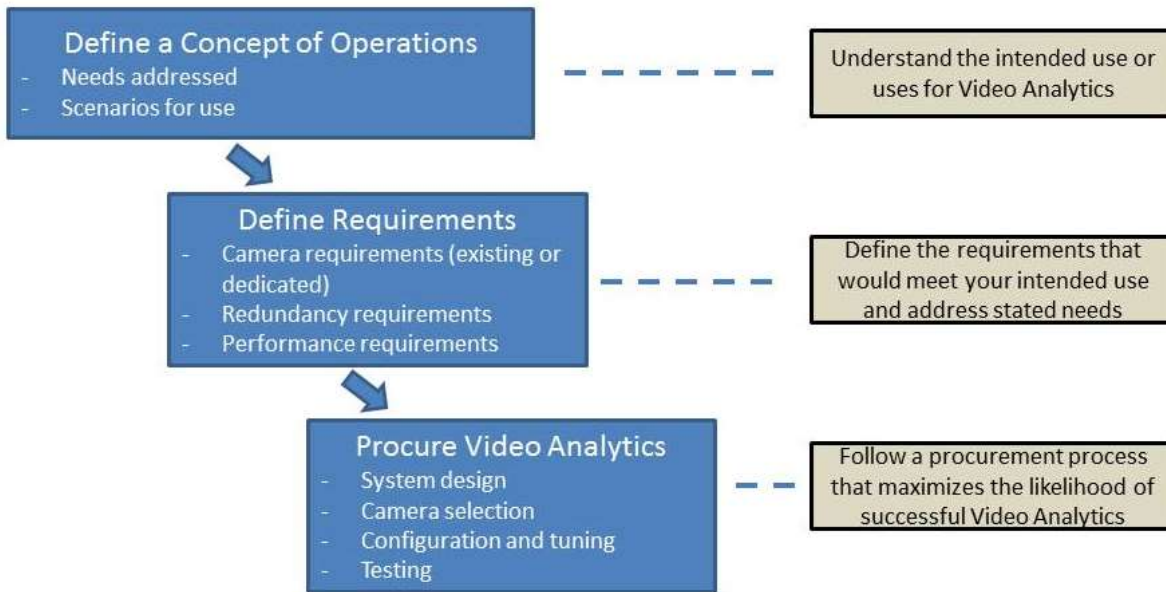 Define a Concept of Operations
- Needs addressed
- Scenarios for use
Understand the intended use or
uses for Video Analytics
Define Requirements
- Camera requirements (existing or
dedicated)
- Redundancy requirements
- Performance requirements
Define the requirements that
would meet your intended use
and address stated needs
Procure Video Analytics
- System design
- Camera selection
- Configuration and tuning
- Testing
Follow a procurement process
that maximizes the likelihood of
successful Video Analytics